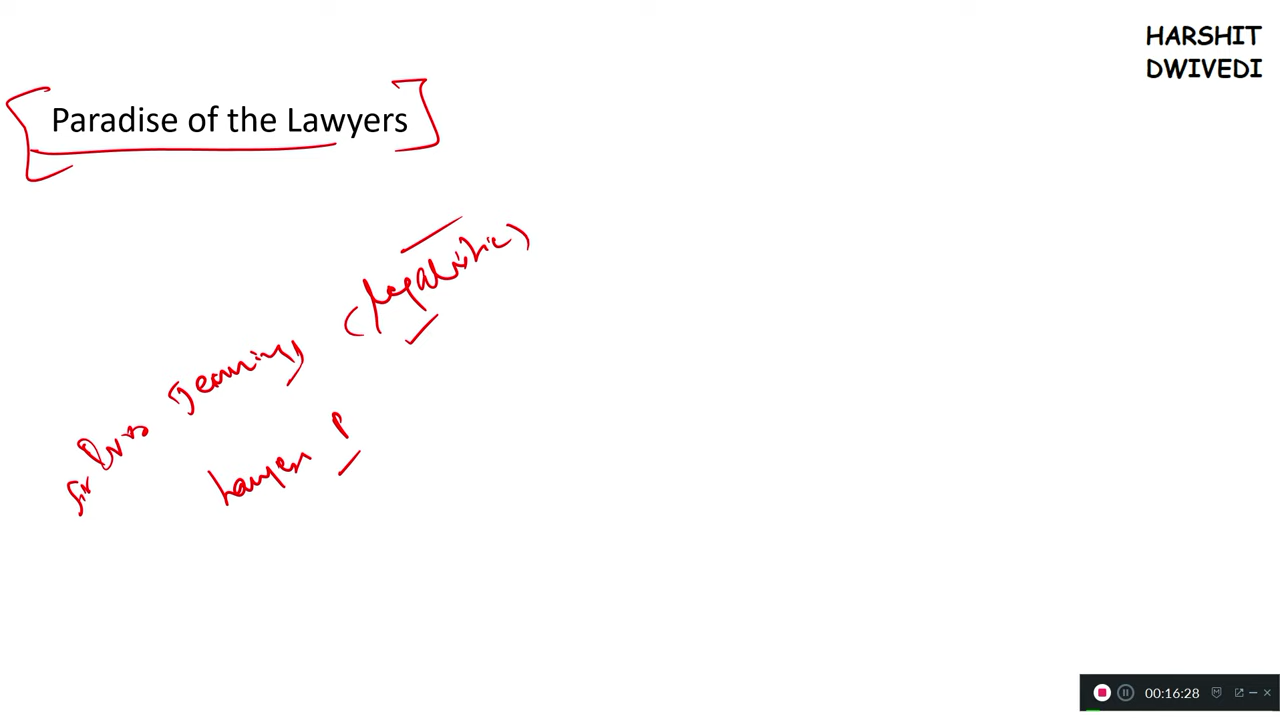 HARSHIT
DWIVEDI
Paradise of the Lawyers
(legalistic)
Sir Ivor Jennings
Lawyer P
00:16:28